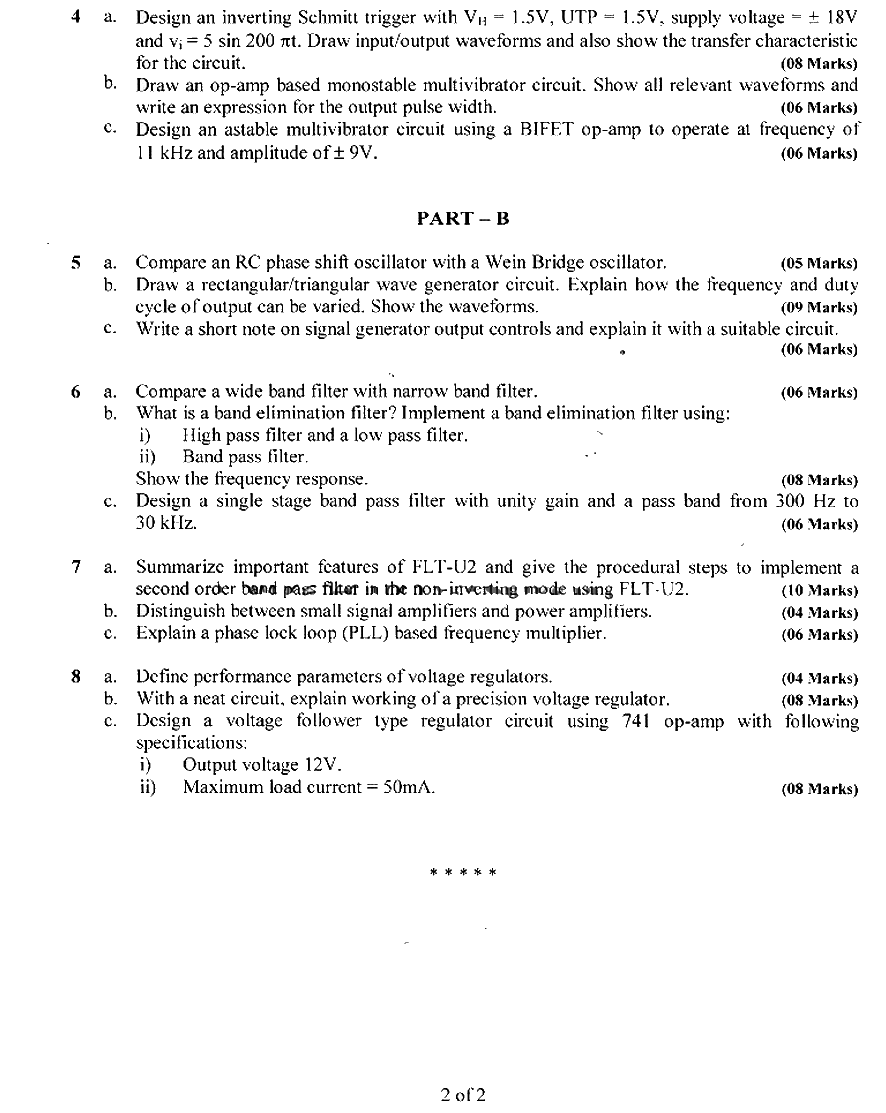 4 a. Design an inverting Schmitt trigger with VH = 1.5V, UTP = 1.5V, supply voltage = ± 18V
and vi = 5 sin 200 πt. Draw input/output waveforms and also show the transfer characteristic
for the circuit. (08 Marks)
b. Draw an op-amp based monostable multivibrator circuit. Show all relevant waveforms and
write an expression for the output pulse width. (06 Marks)
c. Design an astable multivibrator circuit using a BIFET op-amp to operate at frequency of
11 kHz and amplitude of ± 9V. (06 Marks)
PART – B
5 a. Compare an RC phase shift oscillator with a Wein Bridge oscillator. (05 Marks)
b. Draw a rectangular/triangular wave generator circuit. Explain how the frequency and duty
cycle of output can be varied. Show the waveforms. (09 Marks)
c. Write a short note on signal generator output controls and explain it with a suitable circuit.
(06 Marks)
6 a. Compare a wide band filter with narrow band filter. (06 Marks)
b. What is a band elimination filter? Implement a band elimination filter using:
i) High pass filter and a low pass filter.
ii) Band pass filter.
Show the frequency response. (08 Marks)
c. Design a single stage band pass filter with unity gain and a pass band from 300 Hz to
30 kHz. (06 Marks)
7 a. Summarize important features of FLT-U2 and give the procedural steps to implement a
second order band pass filter in the non-inverting mode using FLT-U2. (10 Marks)
b. Distinguish between small signal amplifiers and power amplifiers. (04 Marks)
c. Explain a phase lock loop (PLL) based frequency multiplier. (06 Marks)
8 a. Define performance parameters of voltage regulators. (04 Marks)
b. With a neat circuit, explain working of a precision voltage regulator. (08 Marks)
c. Design a voltage follower type regulator circuit using 741 op-amp with following
specifications:
i) Output voltage 12V.
ii) Maximum load current = 50mA. (08 Marks)
* * * * *
2 of 2